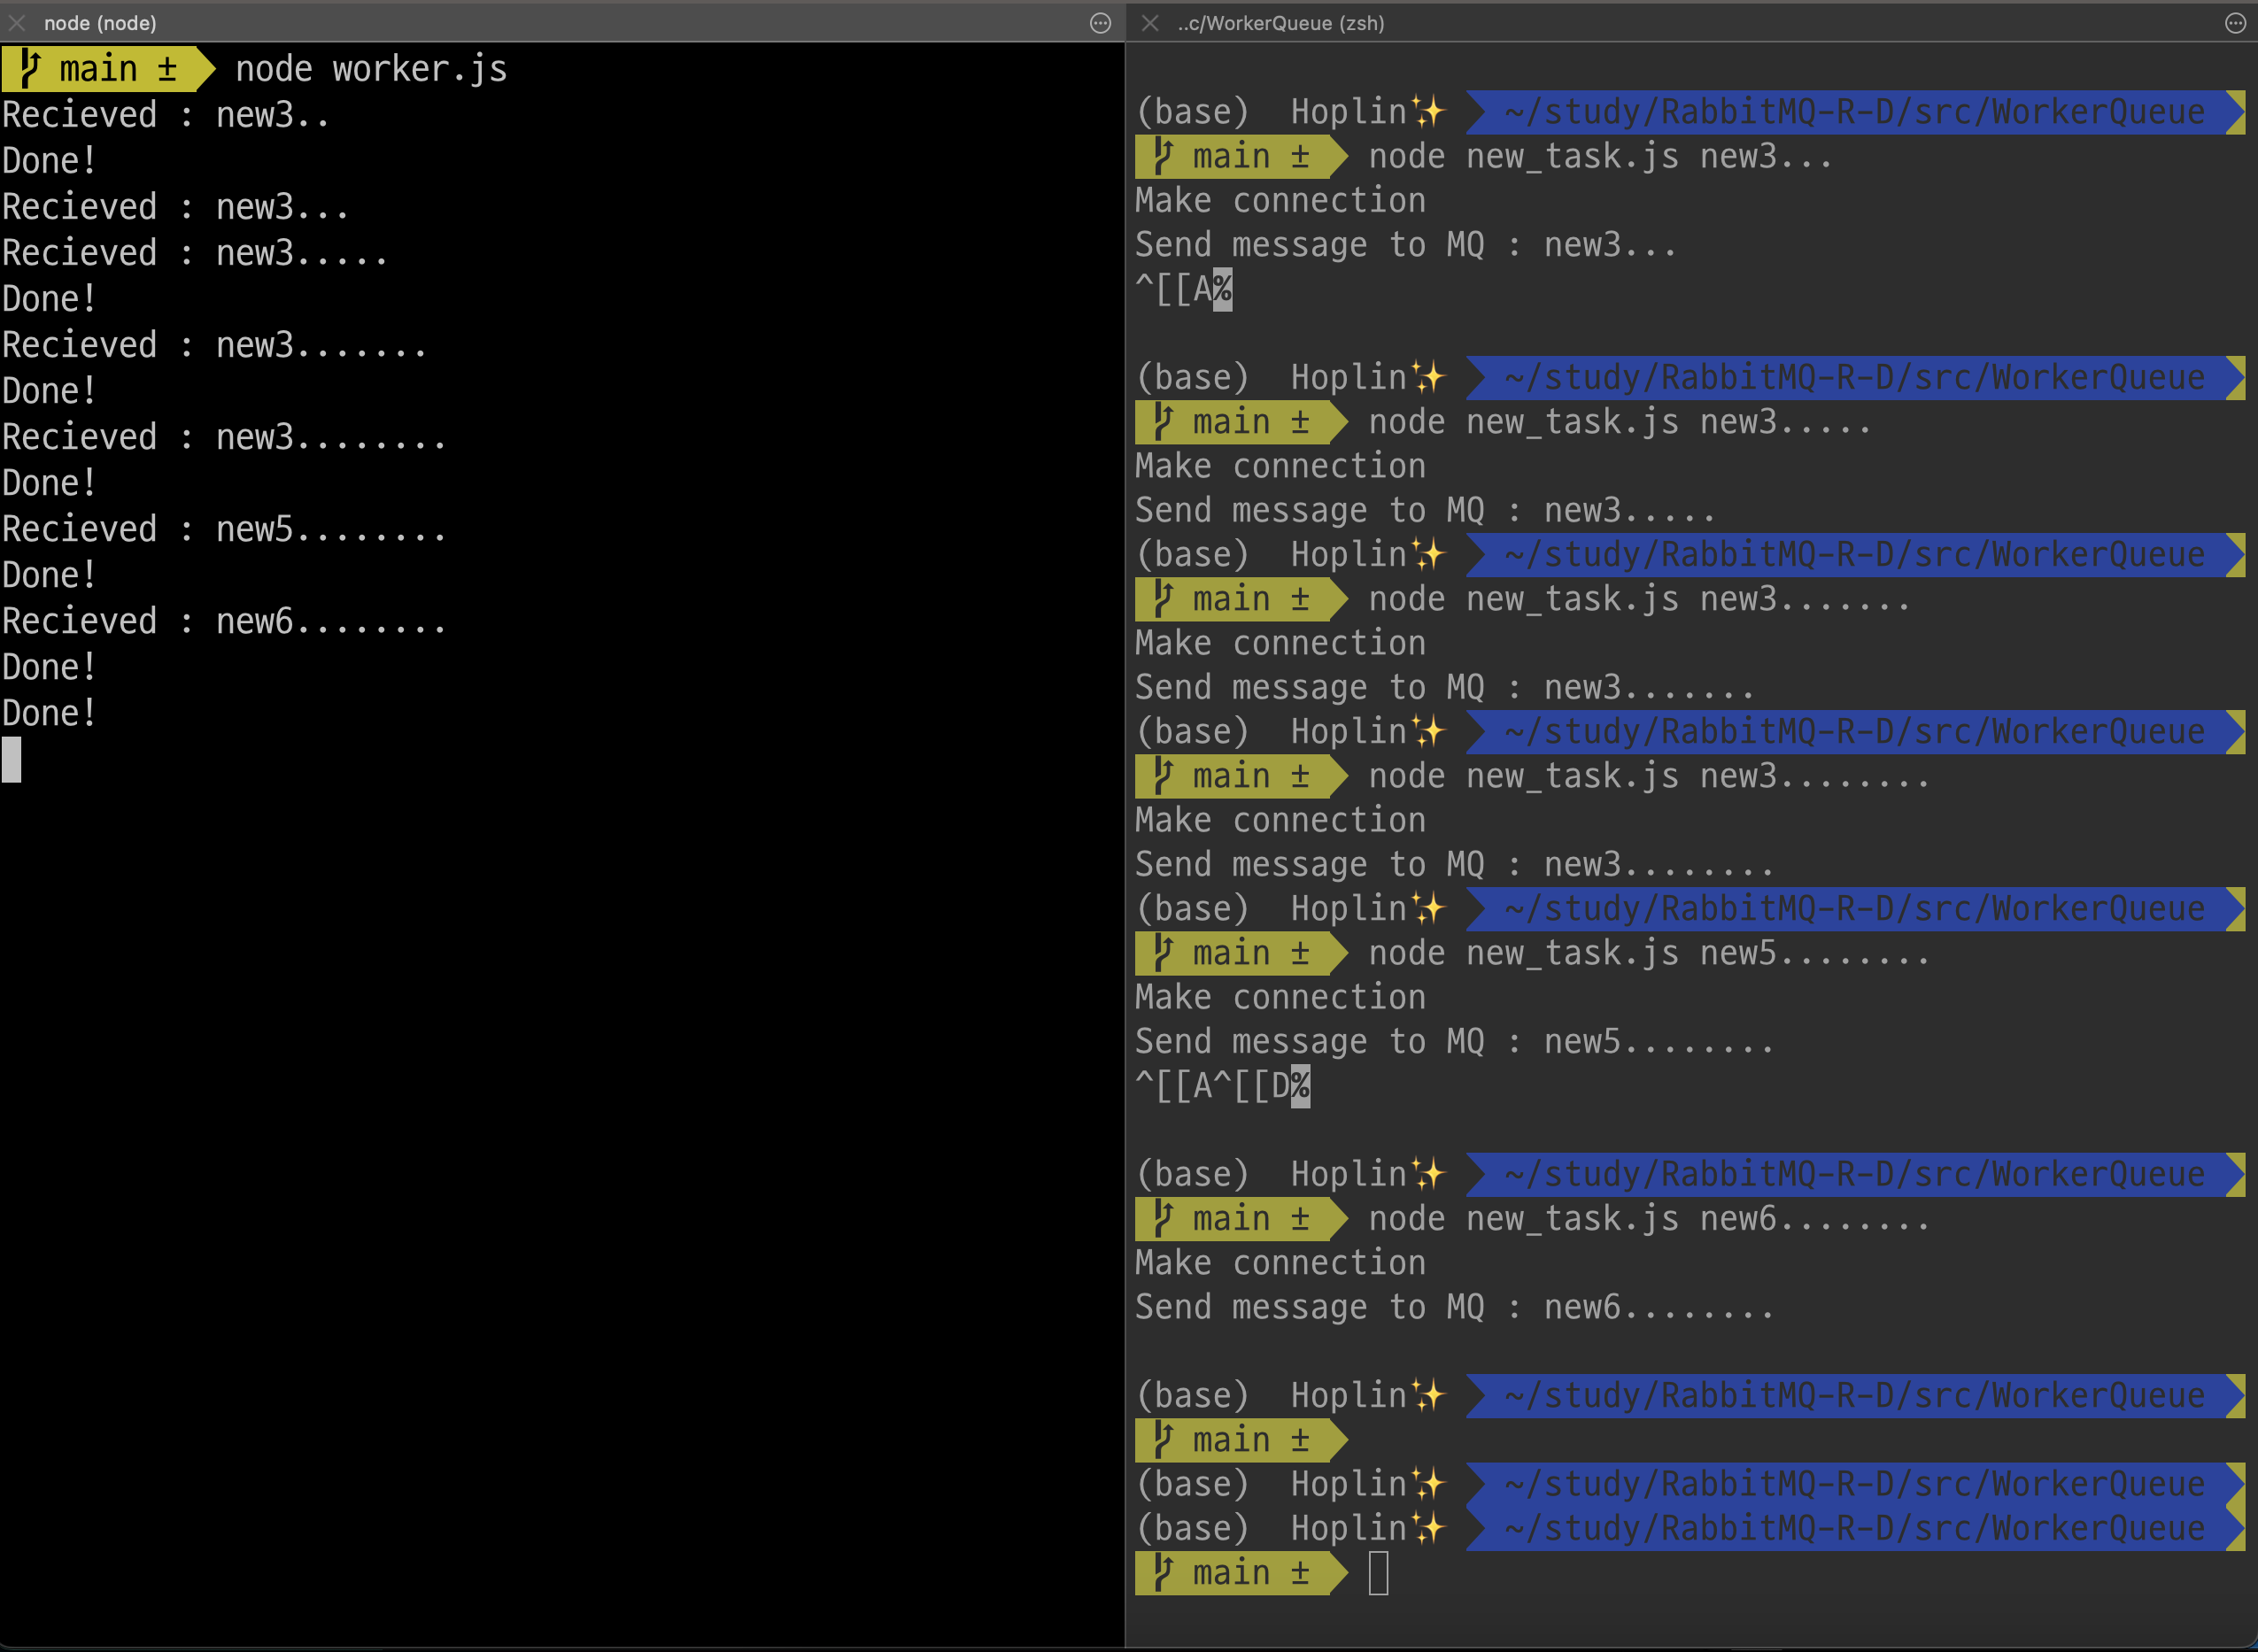 node (node)
main ± node worker.js
Recieved : new3..
Done!
Recieved : new3...
Recieved : new3.....
Done!
Recieved : new3.......
Done!
Recieved : new3........
Done!
Recieved : new5........
Done!
Recieved : new6........
Done!
Done!
..c/WorkerQueue (zsh)
(base) Hoplin✨ ~/study/RabbitMQ-R-D/src/WorkerQueue
main ± node new_task.js new3...
Make connection
Send message to MQ : new3...
^[[A%
(base) Hoplin✨ ~/study/RabbitMQ-R-D/src/WorkerQueue
main ± node new_task.js new3.....
Make connection
Send message to MQ : new3.....
(base) Hoplin✨ ~/study/RabbitMQ-R-D/src/WorkerQueue
main ± node new_task.js new3.......
Make connection
Send message to MQ : new3.......
(base) Hoplin✨ ~/study/RabbitMQ-R-D/src/WorkerQueue
main ± node new_task.js new3........
Make connection
Send message to MQ : new3........
(base) Hoplin✨ ~/study/RabbitMQ-R-D/src/WorkerQueue
main ± node new_task.js new5........
Make connection
Send message to MQ : new5........
^[[A^[[D%
(base) Hoplin✨ ~/study/RabbitMQ-R-D/src/WorkerQueue
main ± node new_task.js new6........
Make connection
Send message to MQ : new6........
(base) Hoplin✨ ~/study/RabbitMQ-R-D/src/WorkerQueue
main ±
(base) Hoplin✨ ~/study/RabbitMQ-R-D/src/WorkerQueue
(base) Hoplin✨ ~/study/RabbitMQ-R-D/src/WorkerQueue
main ±